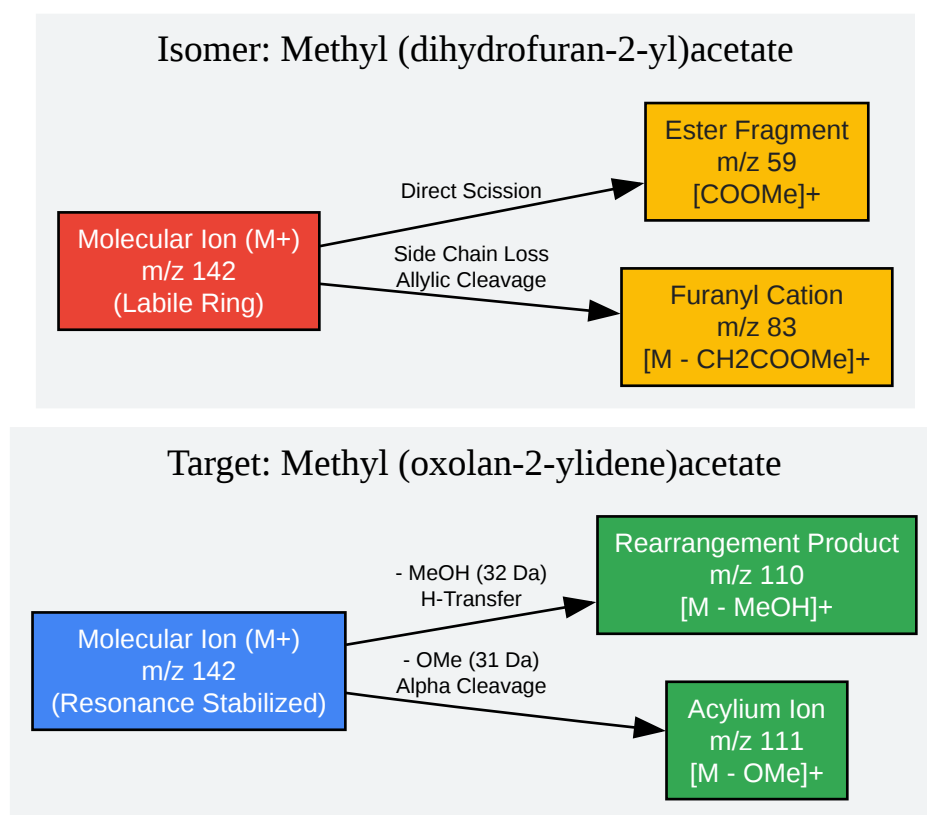 Isomer: Methyl (dihydrofuran-2-yl)acetate
Molecular Ion (M+)
m/z 142
(Labile Ring)
Direct Scission
Side Chain Loss
Allylic Cleavage
Ester Fragment
m/z 59
[COOMe]+
Furanyl Cation
m/z 83
[M - CH2COOMe]+
Target: Methyl (oxolan-2-ylidene)acetate
Molecular Ion (M+)
m/z 142
(Resonance Stabilized)
- MeOH (32 Da)
H-Transfer
- OMe (31 Da)
Alpha Cleavage
Rearrangement Product
m/z 110
[M - MeOH]+
Acylium Ion
m/z 111
[M - OMe]+